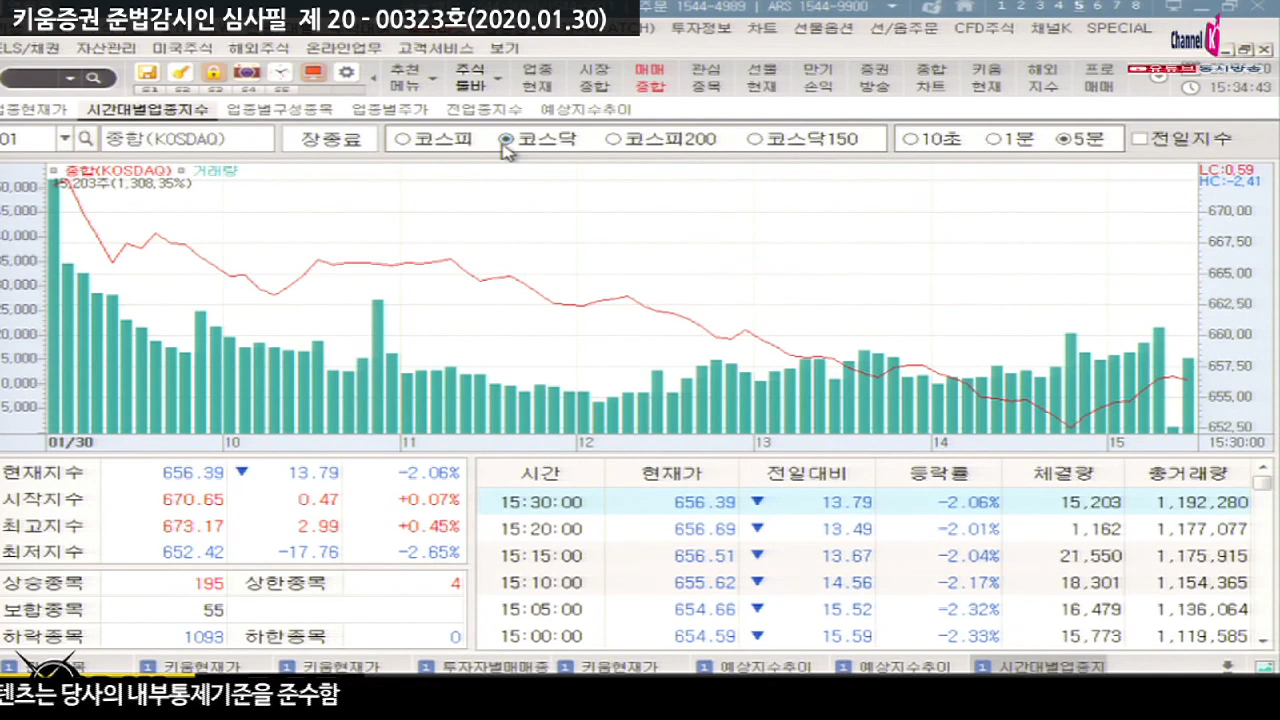 키움증권 준법감시인 심사필 제 20 - 00323호(2020.01.30)
1544-4989 | ARS 1544-9900
1 2 3 4 5 6 7 8
투자정보 차트 선물옵션 선/옵주문 CFD주식 채널K SPECIAL
ELS/채권 자산관리 미국주식 해외주식 온라인업무 고객서비스 보기
Channel K
추천메뉴 주식툴바 업종현재 시장종합 매매종합 관심종목 선물현재 만기손익 증권방송 종합차트 키움현재 해외지수 프로매매
15:34:43
업종현재가 시간대별업종지수 업종별구성종목 업종별주가 전업종지수 예상지수추이
01 종합(KOSDAQ) 장종료 코스피 코스닥 코스피200 코스닥150 10초 1분 5분 전일지수
종합(KOSDAQ) 거래량
15,203주(1,308,35%)
LC:0,59
HC:-2,41
670,00
667,50
665,00
662,50
660,00
657,50
655,00
652,50
01/30 10 11 12 13 14 15 15:30:00
현재지수 656.39 ▼ 13.79 -2.06%
시작지수 670.65 0.47 +0.07%
최고지수 673.17 2.99 +0.45%
최저지수 652.42 -17.76 -2.65%
상승종목 195 상한종목 4
보합종목 55
하락종목 1093 하한종목 0
시간 현재가 전일대비 등락률 체결량 총거래량
15:30:00 656.39 ▼ 13.79 -2.06% 15,203 1,192,280
15:20:00 656.69 ▼ 13.49 -2.01% 1,162 1,177,077
15:15:00 656.51 ▼ 13.67 -2.04% 21,550 1,175,915
15:10:00 655.62 ▼ 14.56 -2.17% 18,301 1,154,365
15:05:00 654.66 ▼ 15.52 -2.32% 16,479 1,136,064
15:00:00 654.59 ▼ 15.59 -2.33% 15,773 1,119,585
1 키움현재가 1 키움현재가 1 투자자별매매종 1 키움현재가 1 예상지수추이 1 예상지수추이 1 시간대별업종지
텐츠는 당사의 내부통제기준을 준수함